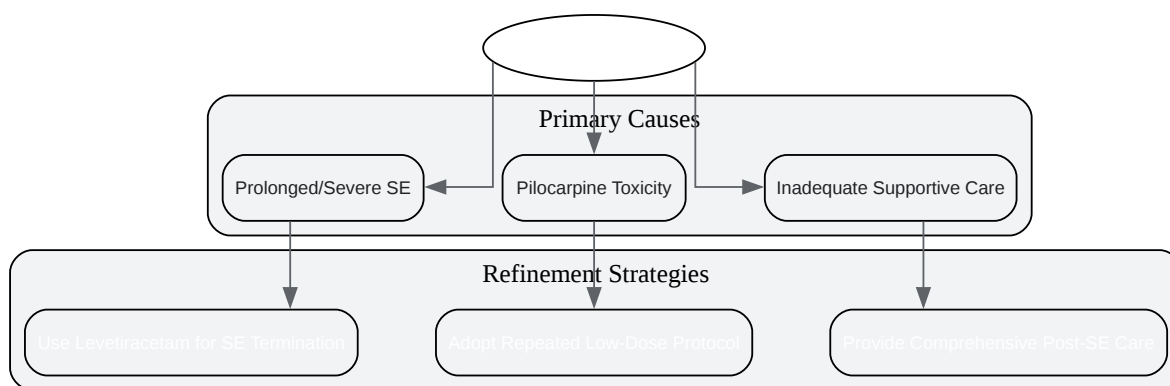 Primary Causes
Prolonged/Severe SE
Pilocarpine Toxicity
Inadequate Supportive Care
Refinement Strategies
Use Levetiracetam for SE Termination
Adopt Repeated Low-Dose Protocol
Provide Comprehensive Post-SE Care